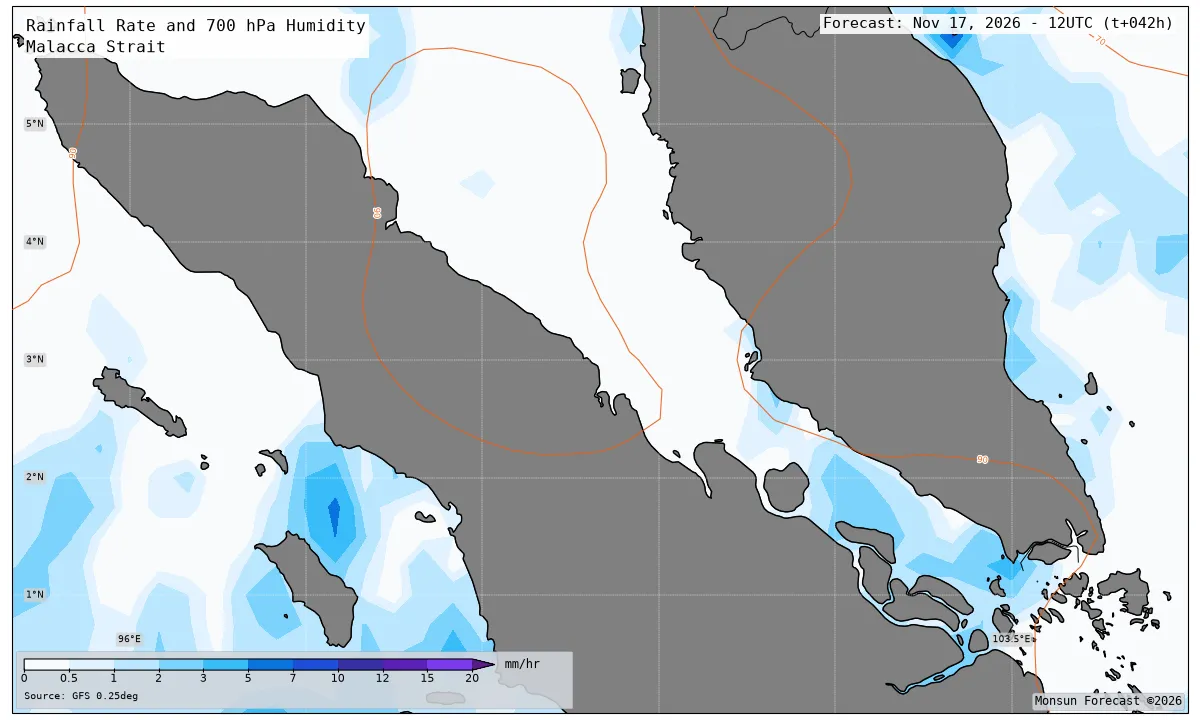 Rainfall Rate and 700 hPa Humidity
Malacca Strait
Forecast: Nov 17, 2026 - 12UTC (t+042h)
70
5°N
90
90
4°N
3°N
90
2°N
1°N
96°E
103.5°E
mm/hr
0 0.5 1 2 3 5 7 10 12 15 20
Source: GFS 0.25deg
Monsun Forecast ©2026